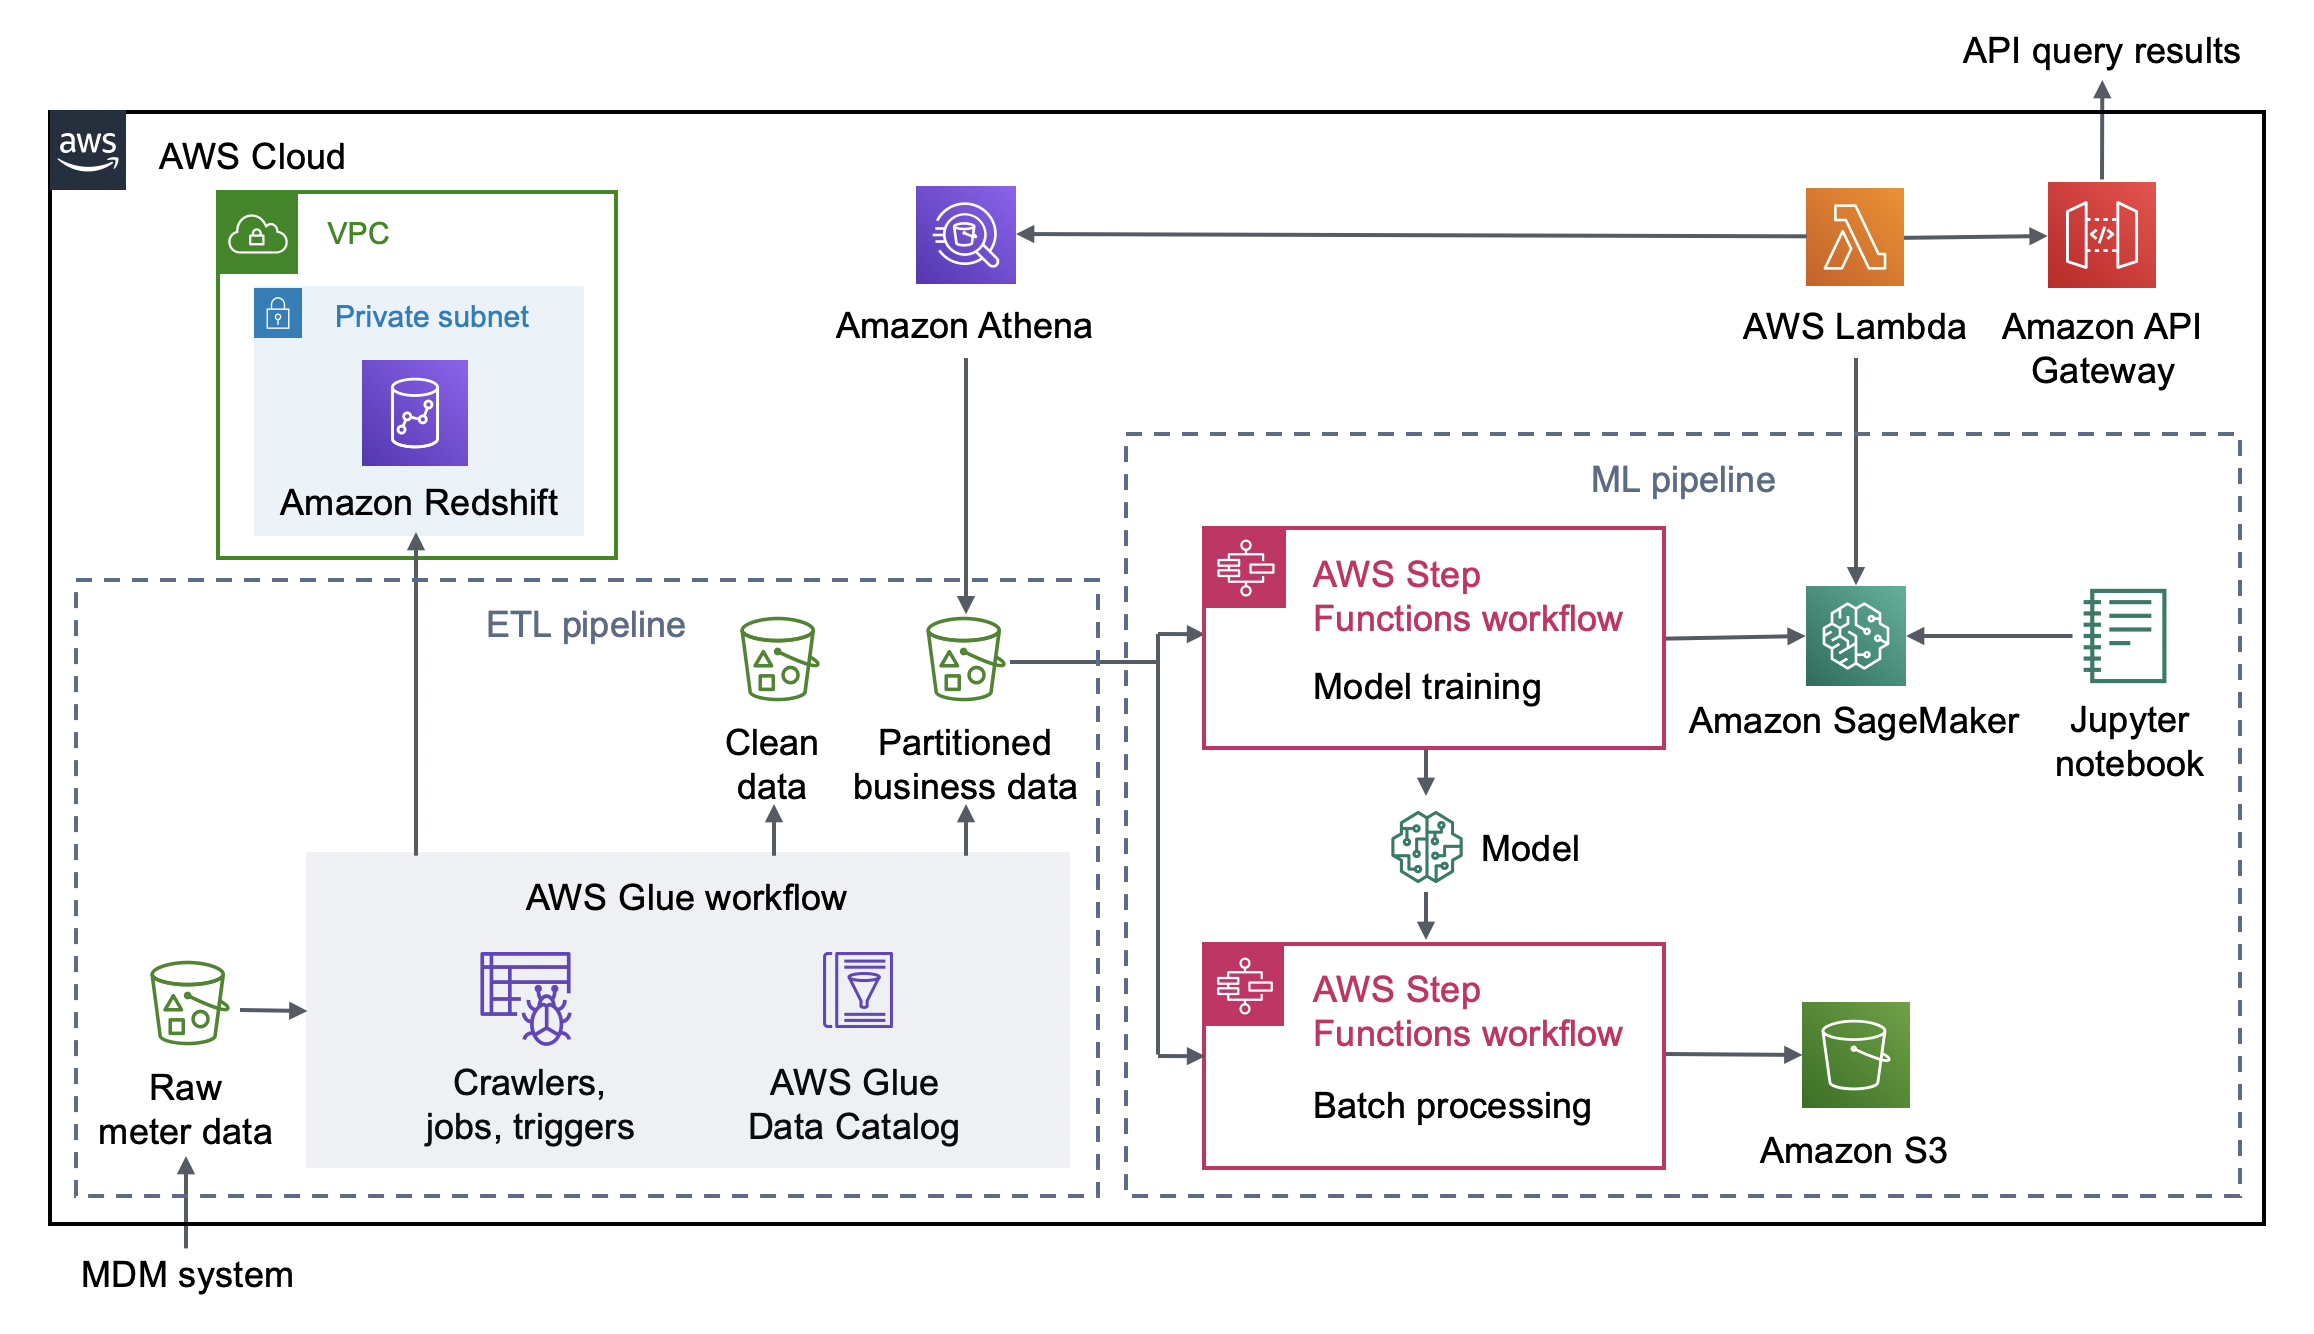 API query results
aws
AWS Cloud
VPC
Private subnet
Amazon Redshift
Amazon Athena
AWS Lambda
Amazon API
Gateway
ETL pipeline
Clean
data
Partitioned
business data
AWS Glue workflow
Crawlers,
jobs, triggers
AWS Glue
Data Catalog
Raw
meter data
MDM system
ML pipeline
AWS Step
Functions workflow
Model training
Amazon SageMaker
Jupyter
notebook
Model
AWS Step
Functions workflow
Batch processing
Amazon S3